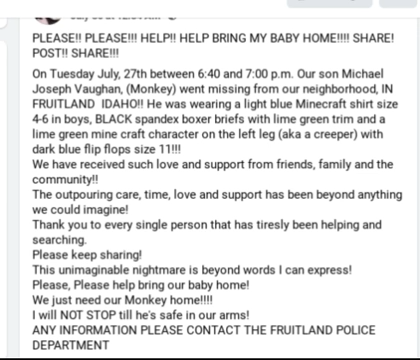 PLEASE!! PLEASE!!! HELP!! HELP BRING MY BABY HOME!!!! SHARE!
POST!! SHARE!!!
On Tuesday July, 27th between 6:40 and 7:00 p.m. Our son Michael
Joseph Vaughan, (Monkey) went missing from our neighborhood, IN
FRUITLAND IDAHO!! He was wearing a light blue Minecraft shirt size
4-6 in boys, BLACK spandex boxer briefs with lime green trim and a
lime green mine craft character on the left leg (aka a creeper) with
dark blue flip flops size 11!!!
We have received such love and support from friends, family and the
community!!
The outpouring care, time, love and support has been beyond anything
we could imagine!
Thank you to every single person that has tiresly been helping and
searching.
Please keep sharing!
This unimaginable nightmare is beyond words I can express!
Please, Please help bring our baby home!
We just need our Monkey home!!!!
I will NOT STOP till he's safe in our arms!
ANY INFORMATION PLEASE CONTACT THE FRUITLAND POLICE
DEPARTMENT